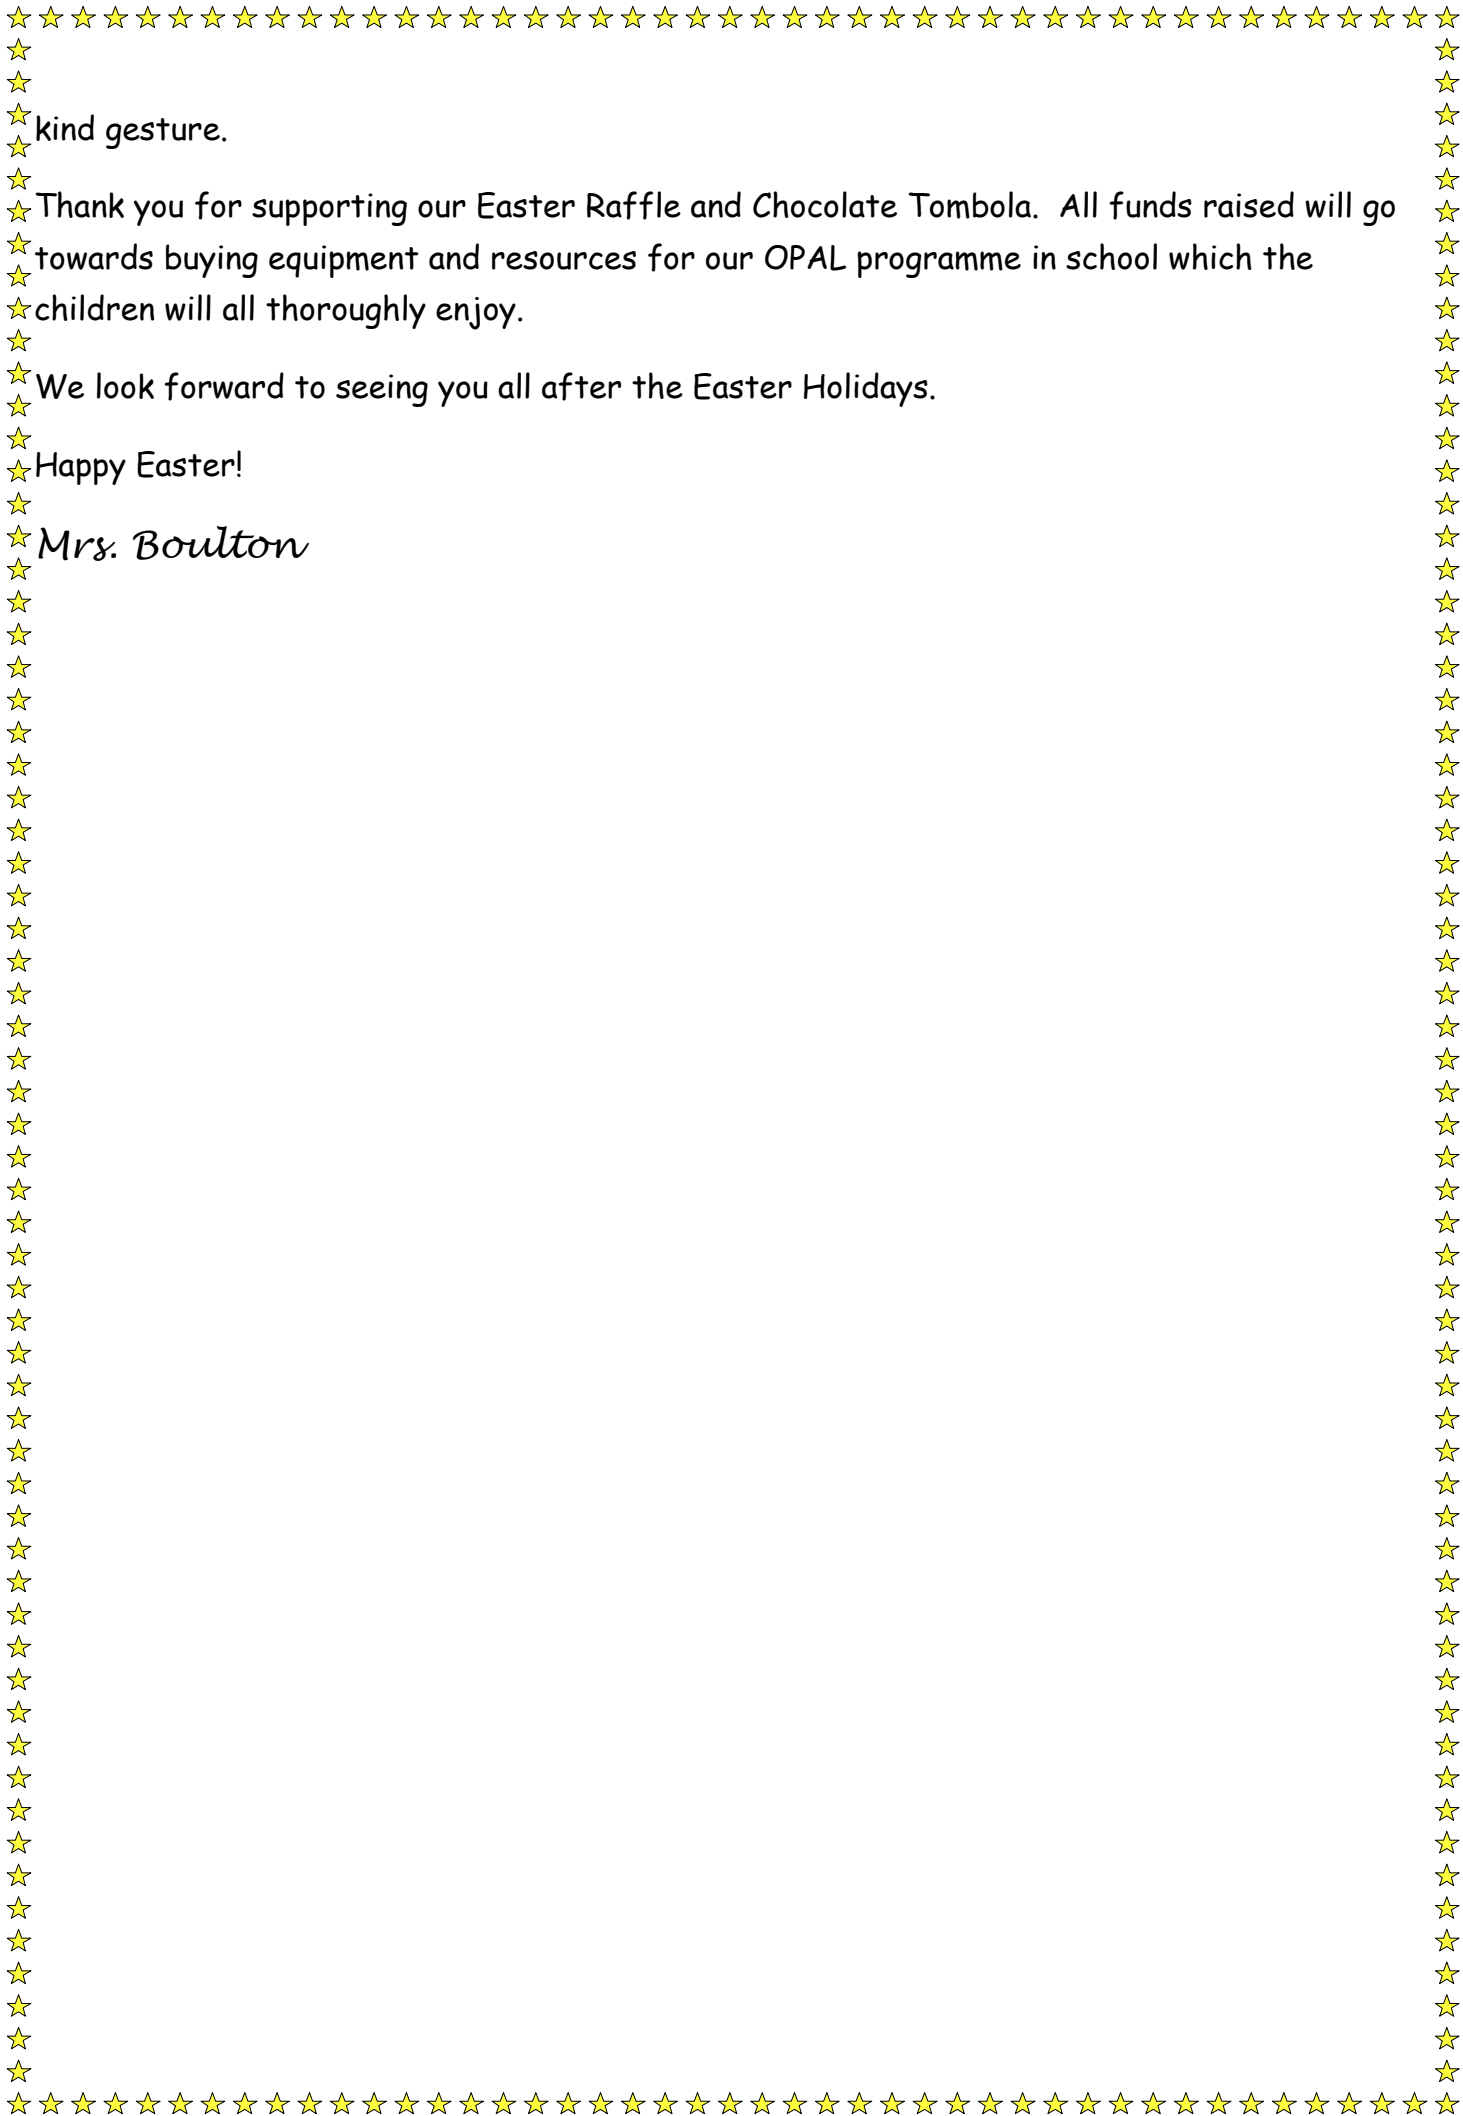 kind gesture.
Thank you for supporting our Easter Raffle and Chocolate Tombola.  All funds raised will go
towards buying equipment and resources for our OPAL programme in school which the
children will all thoroughly enjoy.
We look forward to seeing you all after the Easter Holidays.
Happy Easter!
Mrs. Boulton